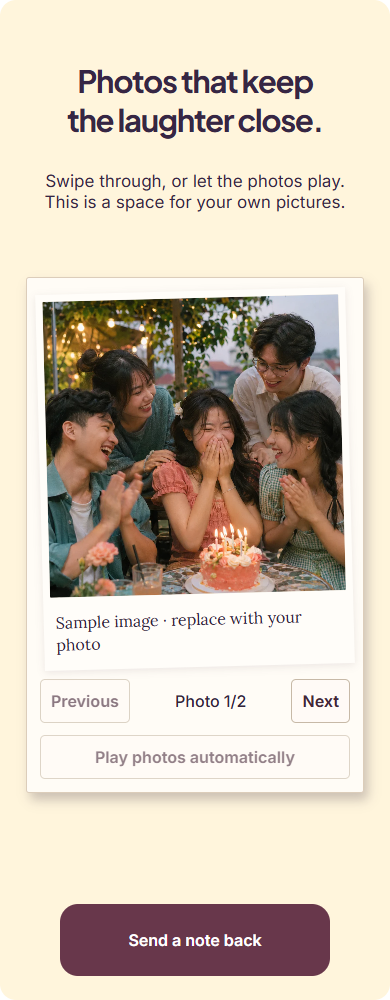 Photos that keep
the laughter close.
Swipe through, or let the photos play.
This is a space for your own pictures.
Sample image · replace with your
photo
Previous
Photo 1/2
Next
Play photos automatically
Send a note back